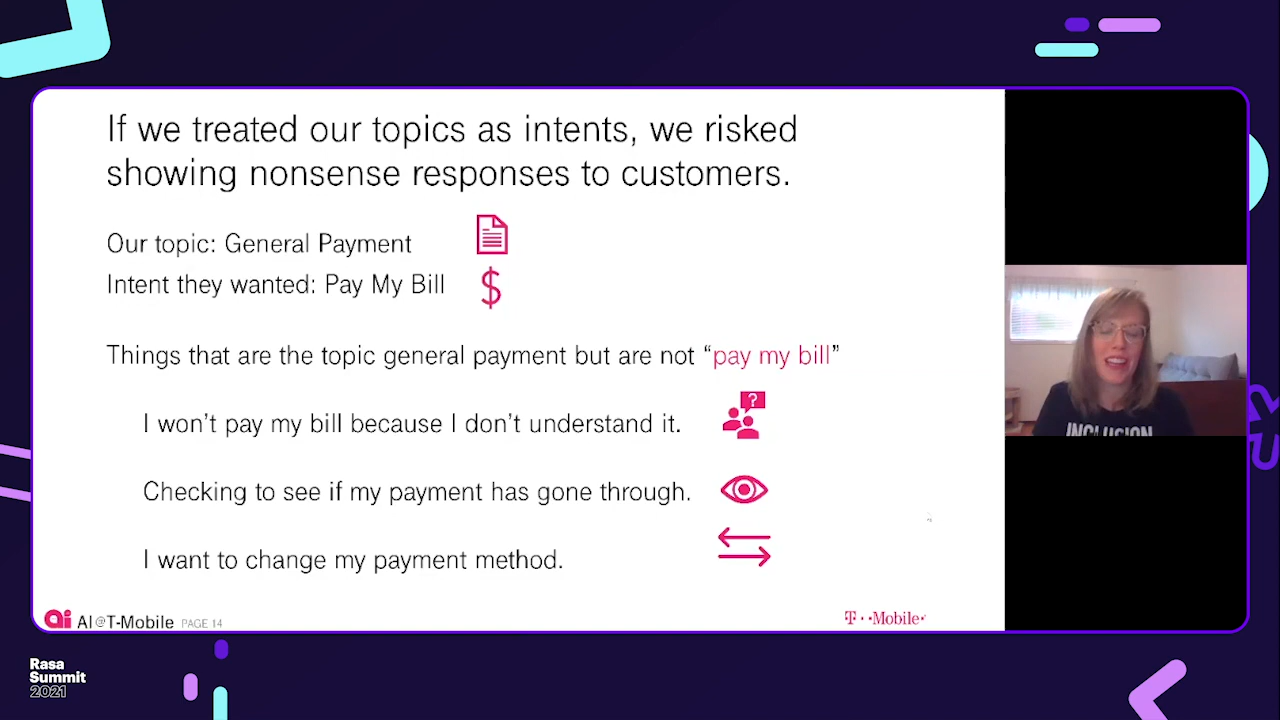 If we treated our topics as intents, we risked
showing nonsense responses to customers.
Our topic: General Payment
Intent they wanted: Pay My Bill
$
Things that are the topic general payment but are not “pay my bill”
?
I won’t pay my bill because I don’t understand it.
Checking to see if my payment has gone through.
I want to change my payment method.
ai AI@T-Mobile PAGE 14
T··Mobile·
INCLUSION
Rasa
Summit
2021